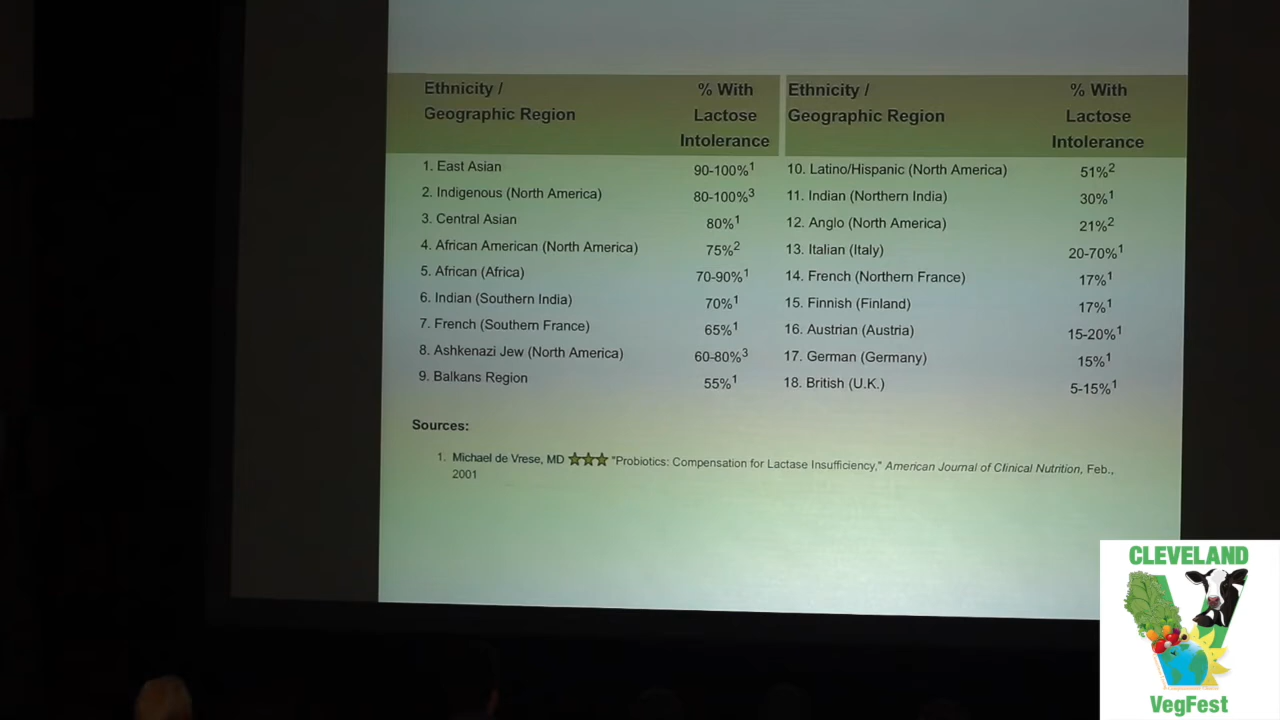 Ethnicity /
Geographic Region
% With
Lactose
Intolerance
1. East Asian 90-100%¹
2. Indigenous (North America) 80-100%³
3. Central Asian 80%¹
4. African American (North America) 75%²
5. African (Africa) 70-90%¹
6. Indian (Southern India) 70%¹
7. French (Southern France) 65%¹
8. Ashkenazi Jew (North America) 60-80%³
9. Balkans Region 55%¹
Ethnicity /
Geographic Region
% With
Lactose
Intolerance
10. Latino/Hispanic (North America) 51%²
11. Indian (Northern India) 30%¹
12. Anglo (North America) 21%²
13. Italian (Italy) 20-70%¹
14. French (Northern France) 17%¹
15. Finnish (Finland) 17%¹
16. Austrian (Austria) 15-20%¹
17. German (Germany) 15%¹
18. British (U.K.) 5-15%¹
Sources:
1. Michael de Vrese, MD "Probiotics: Compensation for Lactase Insufficiency," American Journal of Clinical Nutrition, Feb.,
2001
CLEVELAND
VegFest